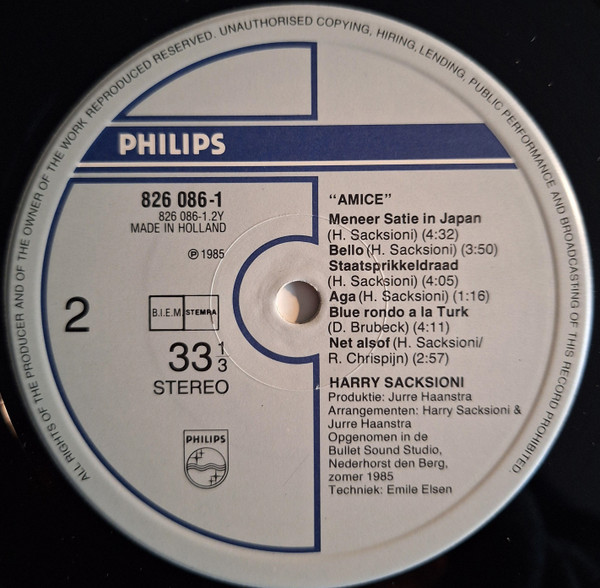 ALL RIGHTS OF THE PRODUCER AND OF THE OWNER OF THE WORK REPRODUCED RESERVED. UNAUTHORISED COPYING, HIRING, LENDING, PUBLIC PERFORMANCE AND BROADCASTING OF THIS RECORD PROHIBITED.
PHILIPS
826 086-1
826 086-1.2Y
MADE IN HOLLAND
℗ 1985
2
B.I.E.M. STEMRA
33 1/3
STEREO
PHILIPS
"AMICE"
Meneer Satie in Japan
(H. Sacksioni) (4:32)
Bello (H. Sacksioni) (3:50)
Staatsprikkeldraad
(H. Sacksioni) (4:05)
Aga (H. Sacksioni) (1:16)
Blue rondo a la Turk
(D. Brubeck) (4:11)
Net alsof (H. Sacksioni/
R. Chrispijn) (2:57)
HARRY SACKSIONI
Produktie: Jurre Haanstra
Arrangementen: Harry Sacksioni &
Jurre Haanstra
Opgenomen in de
Bullet Sound Studio,
Nederhorst den Berg,
zomer 1985
Techniek: Emile Elsen